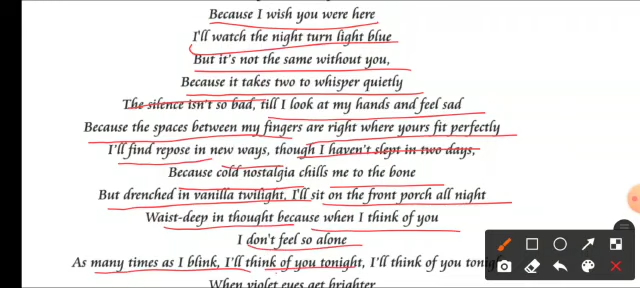 Because I wish you were here
I'll watch the night turn light blue
But it's not the same without you,
Because it takes two to whisper quietly
The silence isn't so bad, till I look at my hands and feel sad
Because the spaces between my fingers are right where yours fit perfectly
I'll find repose in new ways, though I haven't slept in two days,
Because cold nostalgia chills me to the bone
But drenched in vanilla twilight, I'll sit on the front porch all night
Waist-deep in thought because when I think of you
I don't feel so alone
As many times as I blink, I'll think of you tonight, I'll think of you
When violet eyes get brighter